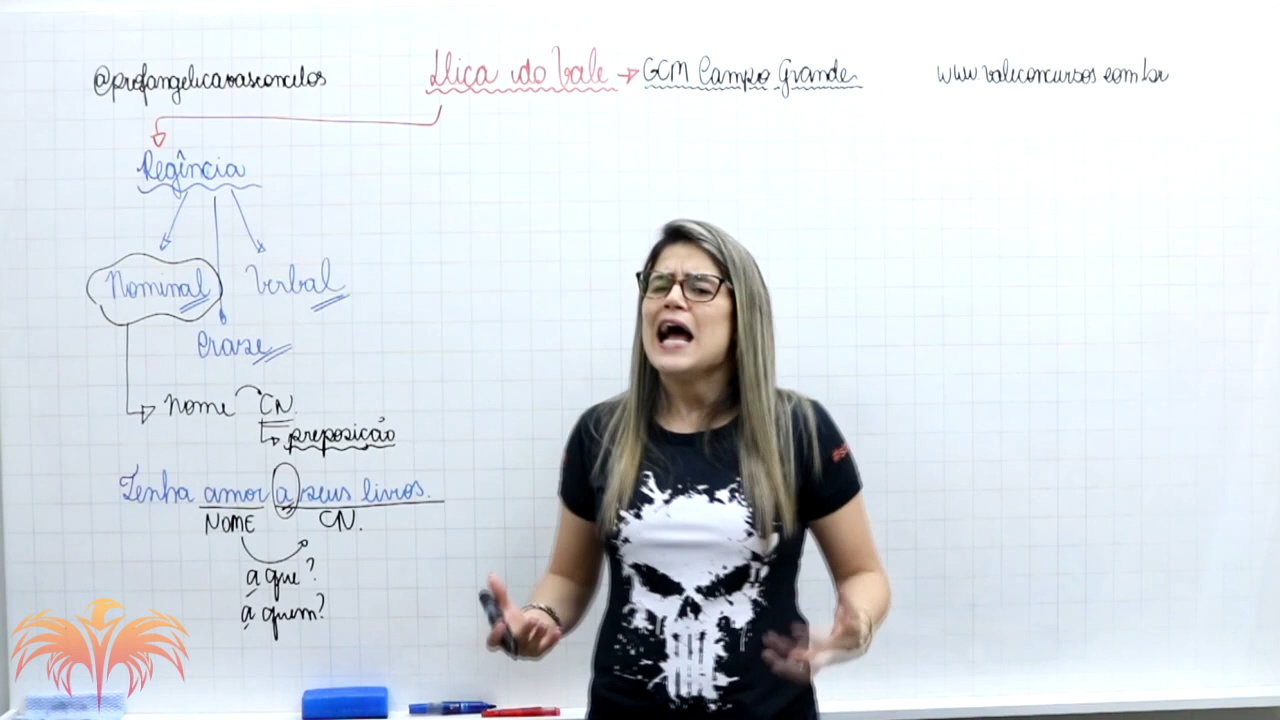 @profangelicavasconcelos
Dica do Vale → GCM Campo Grande
www.valeconcursos.com.br
Regência
Nominal Verbal
Crase
Nome CN.
preposição
Tenha amor a seus livros.
NOME CN.
a que?
a quem?